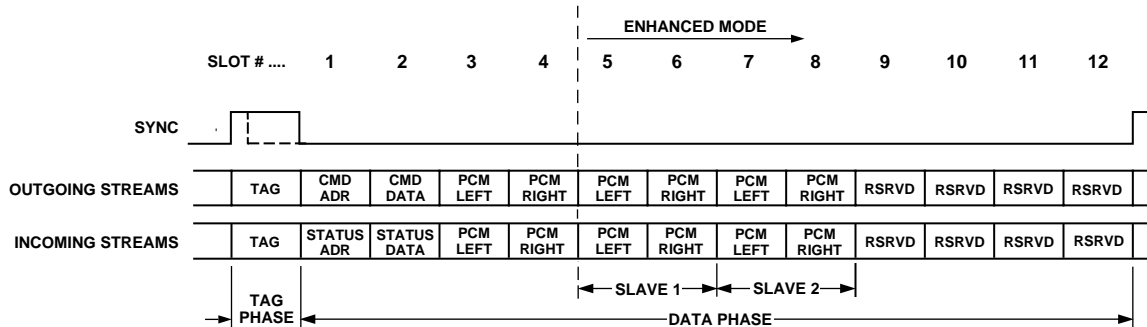 ENHANCED MODE
SLOT # .... 1 2 3 4 5 6 7 8 9 10 11 12
SYNC
OUTGOING STREAMS TAG CMD ADR CMD DATA PCM LEFT PCM RIGHT PCM LEFT PCM RIGHT PCM LEFT PCM RIGHT RSRVD RSRVD RSRVD RSRVD
INCOMING STREAMS TAG STATUS ADR STATUS DATA PCM LEFT PCM RIGHT PCM LEFT PCM RIGHT PCM LEFT PCM RIGHT RSRVD RSRVD RSRVD RSRVD
SLAVE 1 SLAVE 2
TAG PHASE DATA PHASE